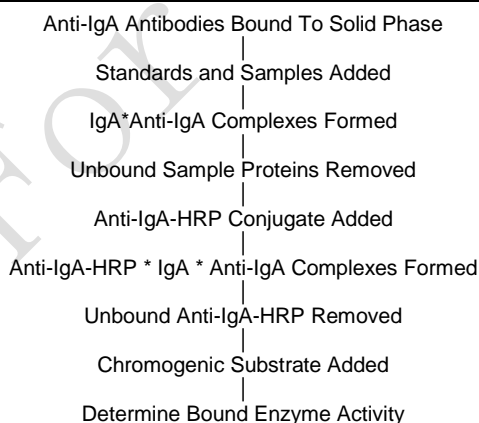 Anti-IgA Antibodies Bound To Solid Phase
Standards and Samples Added
IgA*Anti-IgA Complexes Formed
Unbound Sample Proteins Removed
Anti-IgA-HRP Conjugate Added
Anti-IgA-HRP * IgA * Anti-IgA Complexes Formed
Unbound Anti-IgA-HRP Removed
Chromogenic Substrate Added
Determine Bound Enzyme Activity
For